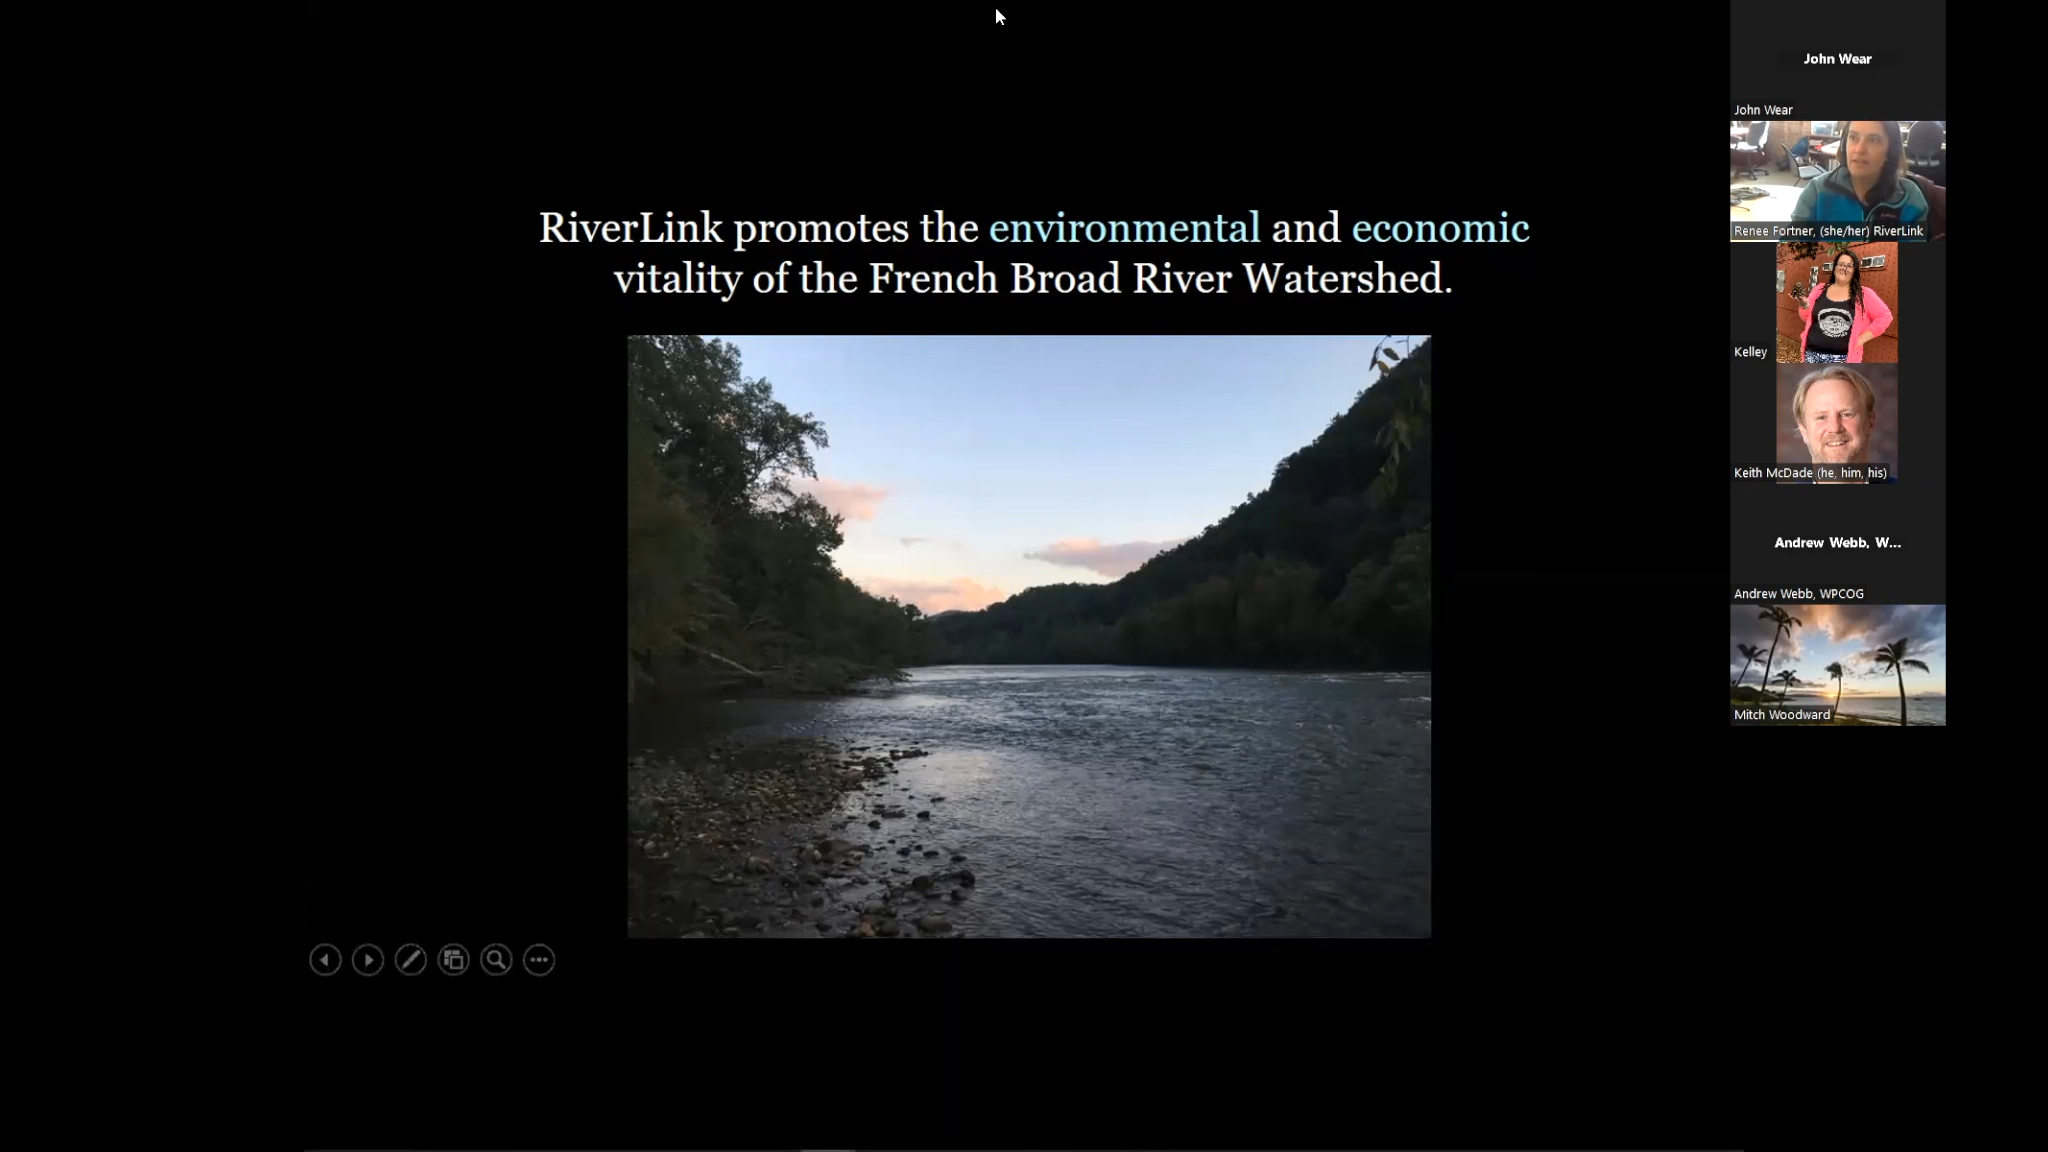 RiverLink promotes the environmental and economic
vitality of the French Broad River Watershed.
John Wear
John Wear
Renee Fortner, (she/her) RiverLink
Kelley
Keith McDade (he, him, his)
Andrew Webb, W...
Andrew Webb, WPCOG
Mitch Woodward